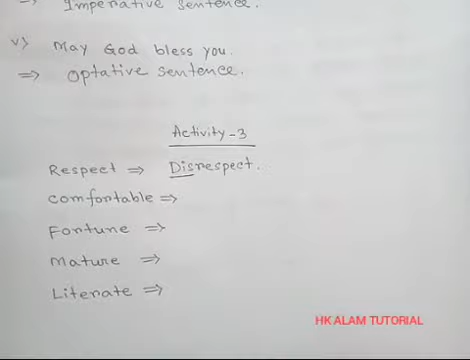 => Imperative sentence.
v) May God bless you.
=> Optative sentence.
Activity-3
Respect => Disrespect.
Comfortable =>
Fortune =>
Mature =>
Literate =>
HK ALAM TUTORIAL